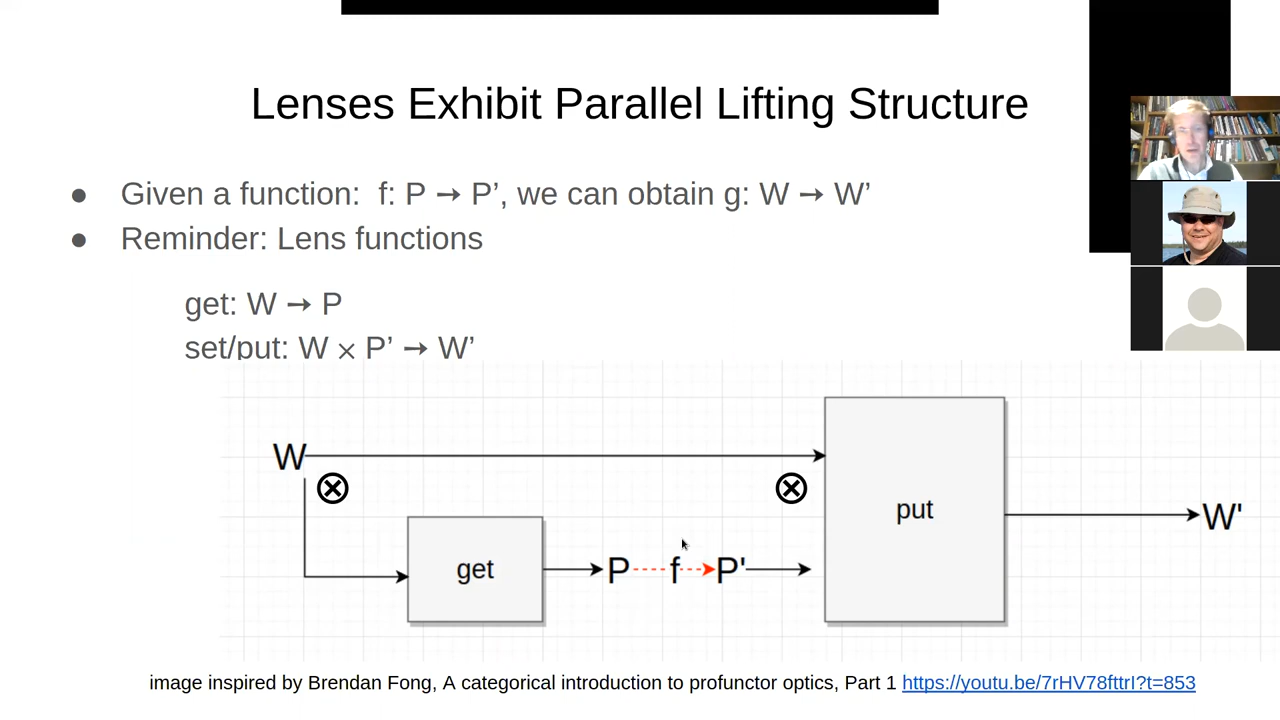 Lenses Exhibit Parallel Lifting Structure
● Given a function:  f: P → P’, we can obtain g: W → W’
● Reminder: Lens functions
get: W → P
set/put: W × P’ → W’
W
⊗ ⊗
put
W'
get
P f P'
image inspired by Brendan Fong, A categorical introduction to profunctor optics, Part 1 https://youtu.be/7rHV78fttrI?t=853